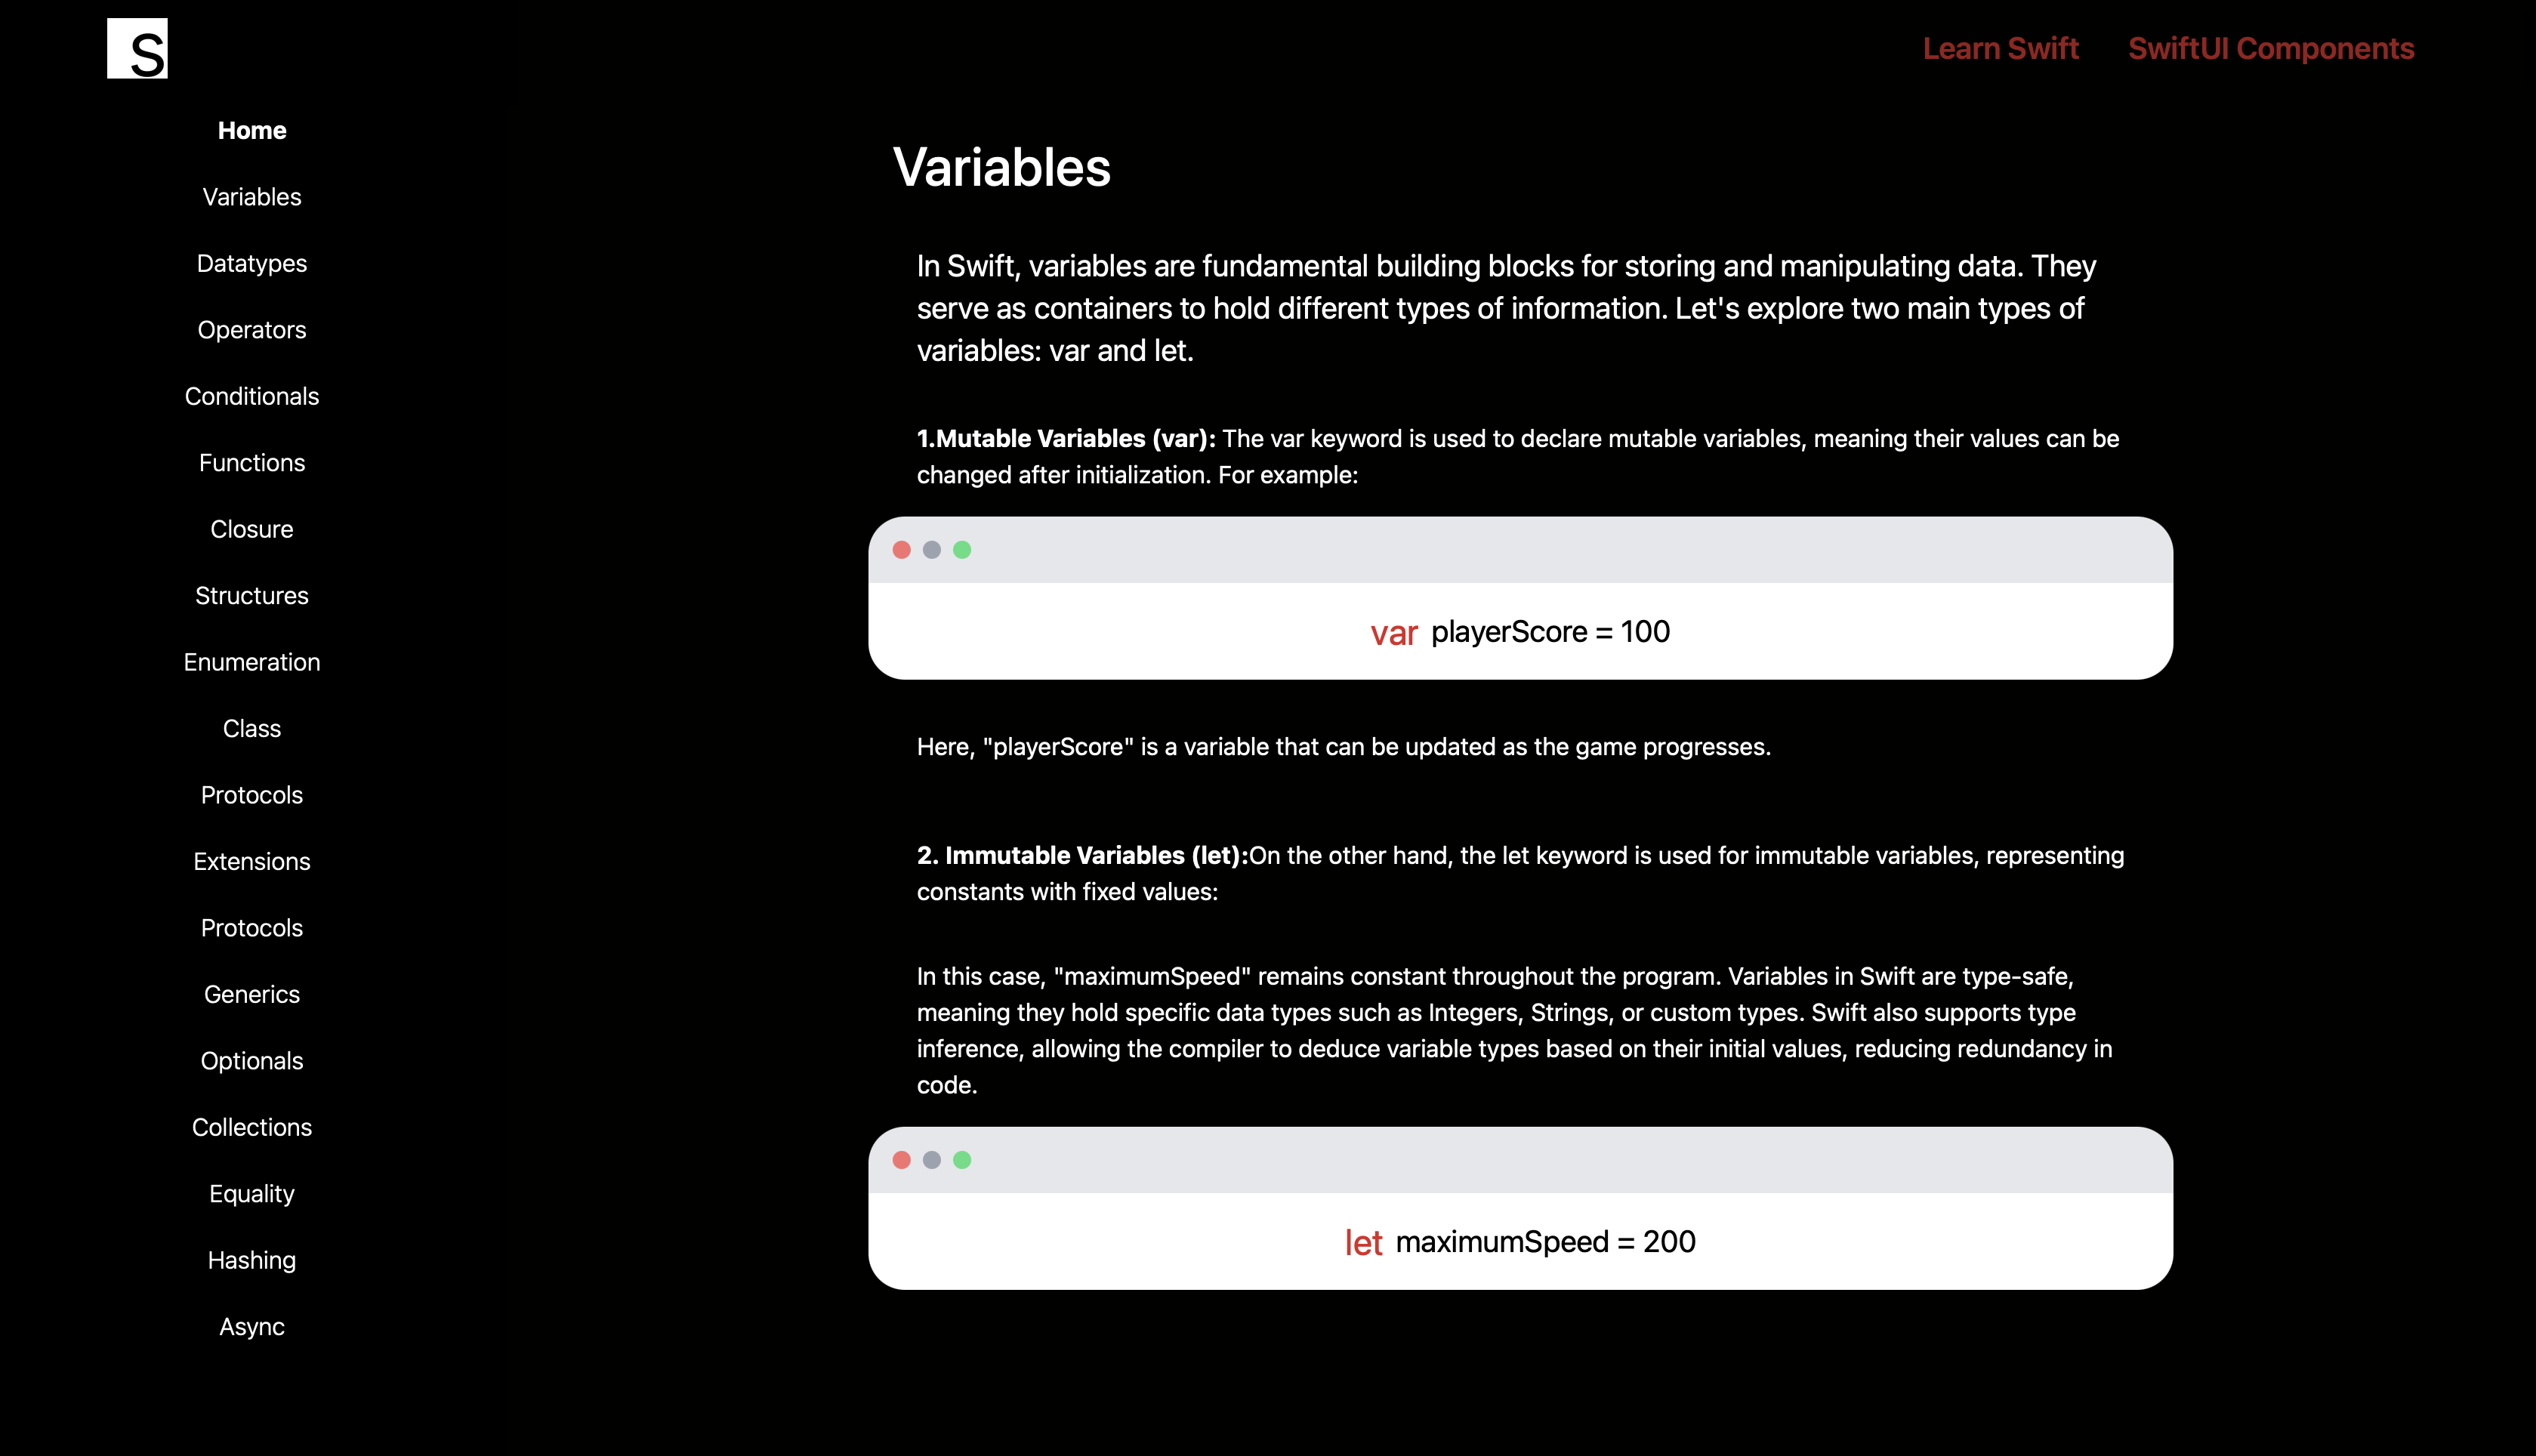 S
Learn Swift
SwiftUI Components
Home
Variables
Datatypes
Operators
Conditionals
Functions
Closure
Structures
Enumeration
Class
Protocols
Extensions
Protocols
Generics
Optionals
Collections
Equality
Hashing
Async
Variables
In Swift, variables are fundamental building blocks for storing and manipulating data. They
serve as containers to hold different types of information. Let's explore two main types of
variables: var and let.
1.Mutable Variables (var): The var keyword is used to declare mutable variables, meaning their values can be
changed after initialization. For example:
var playerScore = 100
Here, "playerScore" is a variable that can be updated as the game progresses.
2. Immutable Variables (let):On the other hand, the let keyword is used for immutable variables, representing
constants with fixed values:
In this case, "maximumSpeed" remains constant throughout the program. Variables in Swift are type-safe,
meaning they hold specific data types such as Integers, Strings, or custom types. Swift also supports type
inference, allowing the compiler to deduce variable types based on their initial values, reducing redundancy in
code.
let maximumSpeed = 200